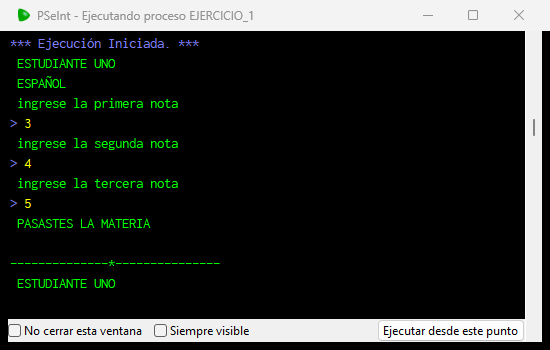 PSeInt - Ejecutando proceso EJERCICIO_1
*** Ejecución Iniciada. ***
ESTUDIANTE UNO
ESPAÑOL
ingrese la primera nota
> 3
ingrese la segunda nota
> 4
ingrese la tercera nota
> 5
PASASTES LA MATERIA
--------------*---------------
ESTUDIANTE UNO
No cerrar esta ventana Siempre visible Ejecutar desde este punto